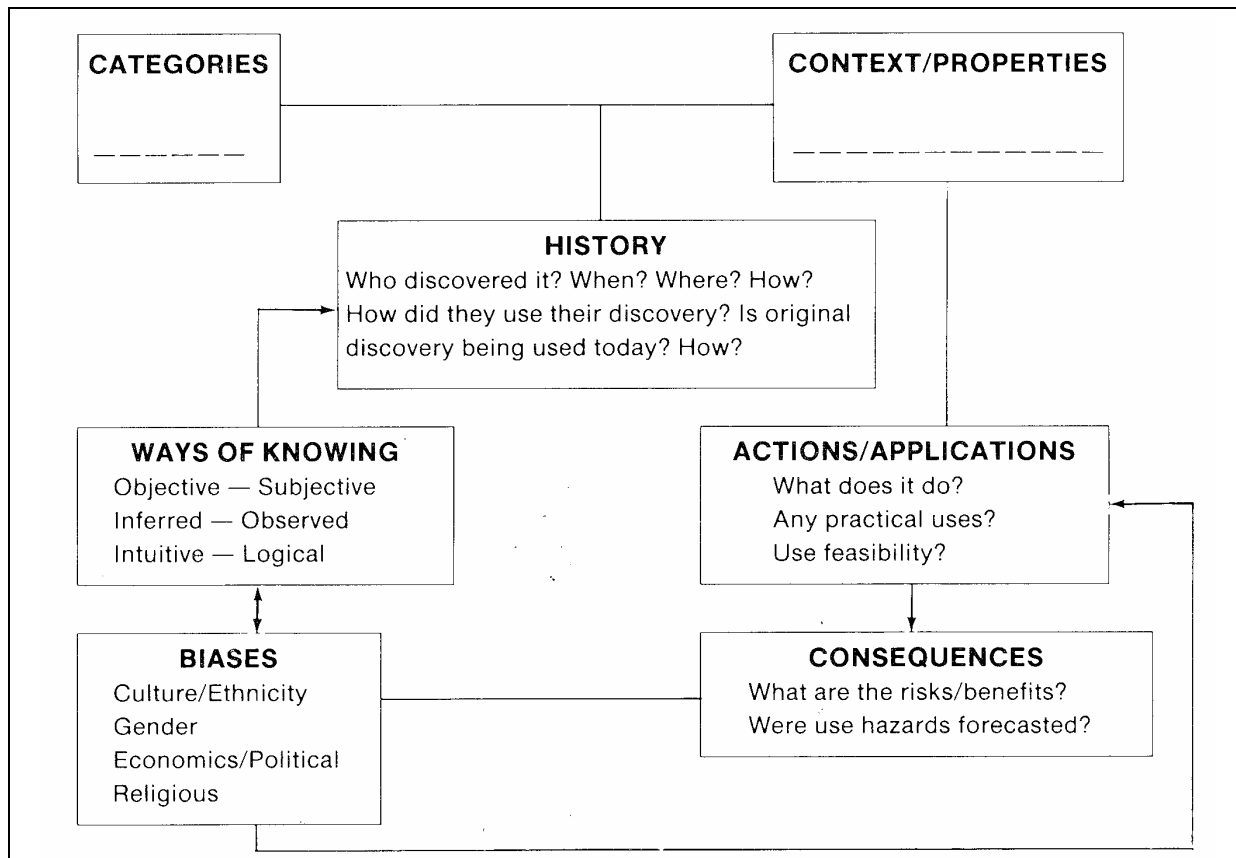 CATEGORIES
CONTEXT/PROPERTIES
HISTORY
Who discovered it? When? Where? How?
How did they use their discovery? Is original
discovery being used today? How?
WAYS OF KNOWING
Objective — Subjective
Inferred — Observed
Intuitive — Logical
ACTIONS/APPLICATIONS
What does it do?
Any practical uses?
Use feasibility?
BIASES
Culture/Ethnicity
Gender
Economics/Political
Religious
CONSEQUENCES
What are the risks/benefits?
Were use hazards forecasted?